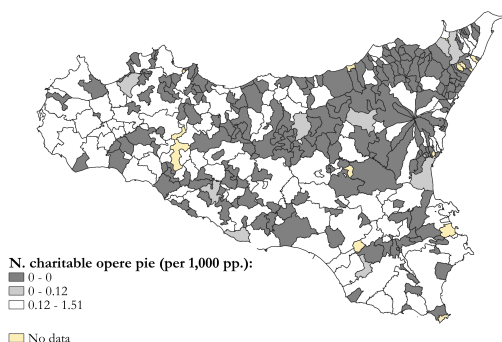 N. charitable opere pie (per 1,000 pp.):
0 - 0
0 - 0.12
0.12 - 1.51
No data